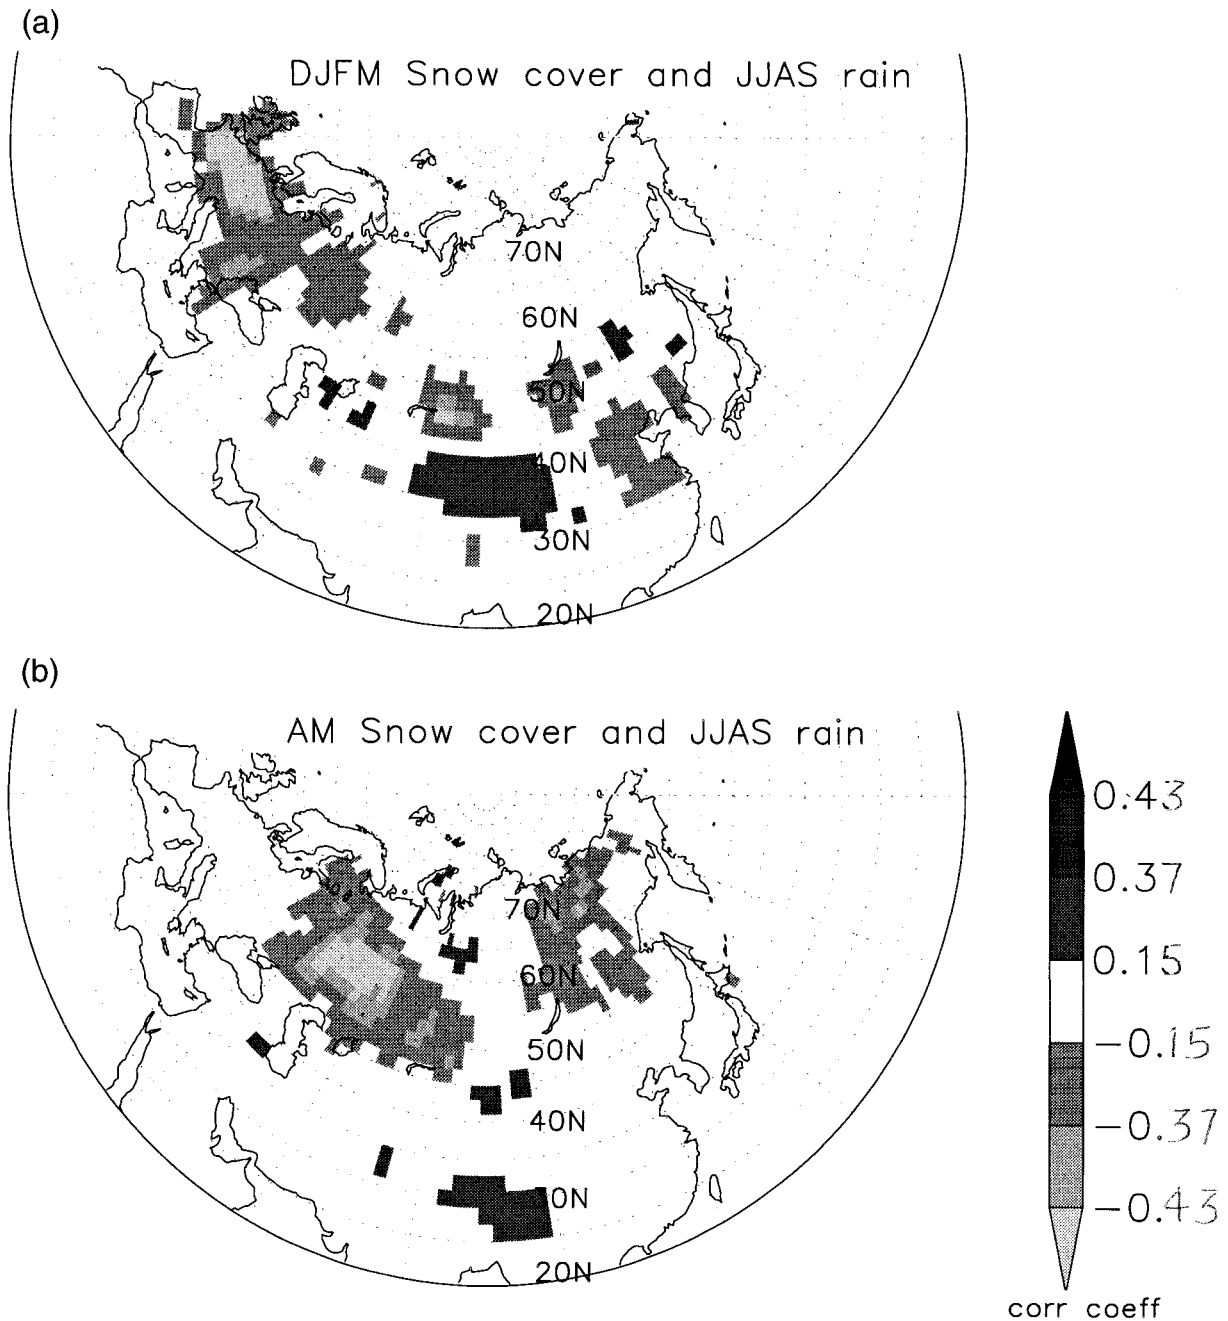 (a)
DJFM Snow cover and JJAS rain
70N
60N
50N
40N
30N
20N
(b)
AM Snow cover and JJAS rain
70N
60N
50N
40N
30N
20N
0.43
0.37
0.15
-0.15
-0.37
-0.43
corr coeff